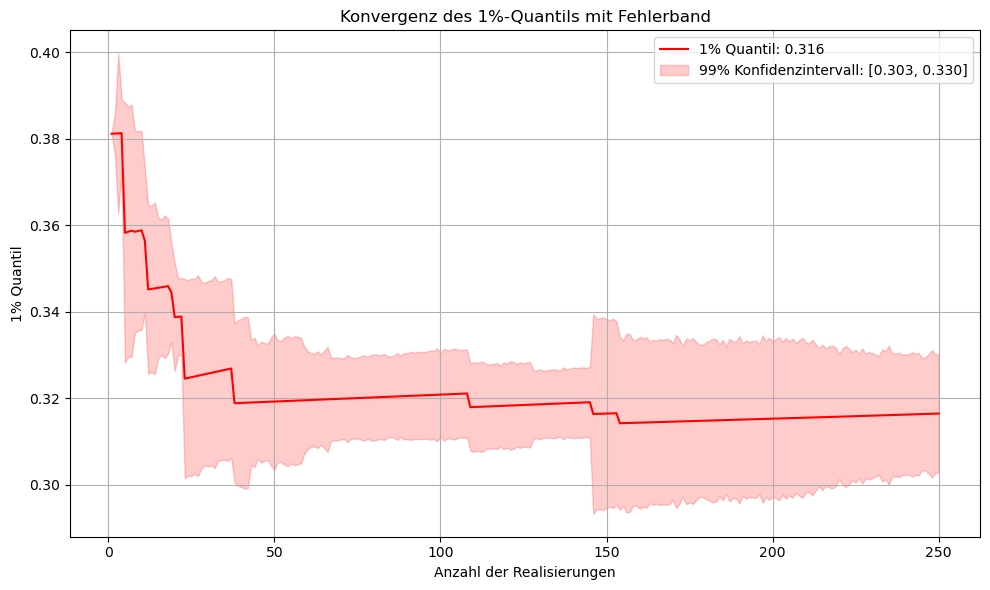 Konvergenz des 1%-Quantils mit Fehlerband
1% Quantil: 0.316
99% Konfidenzintervall: [0.303, 0.330]
0.40
0.38
0.36
0.34
0.32
0.30
1% Quantil
0 50 100 150 200 250
Anzahl der Realisierungen